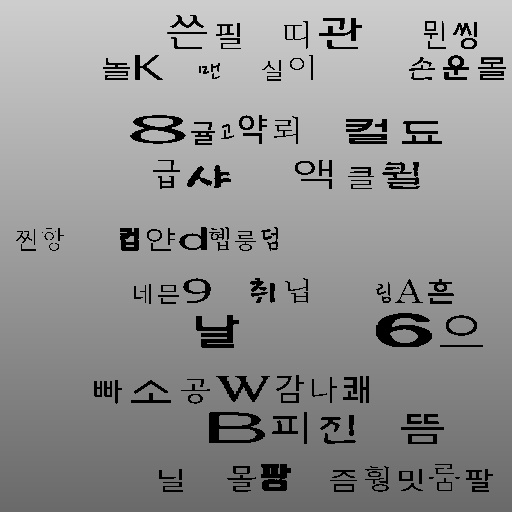 쓴필 띠관 뮌씽
놀K 맨 실이 손운몰
8귤고약뢰 컬됴
급샤 액클퀼
찐항 컵얀d헵룽덤
네믄9 취넙 림A흔
날 6으
빠소공W감나쾌
B피진 뜸
닐 몰팡 즘휑밋룸팔